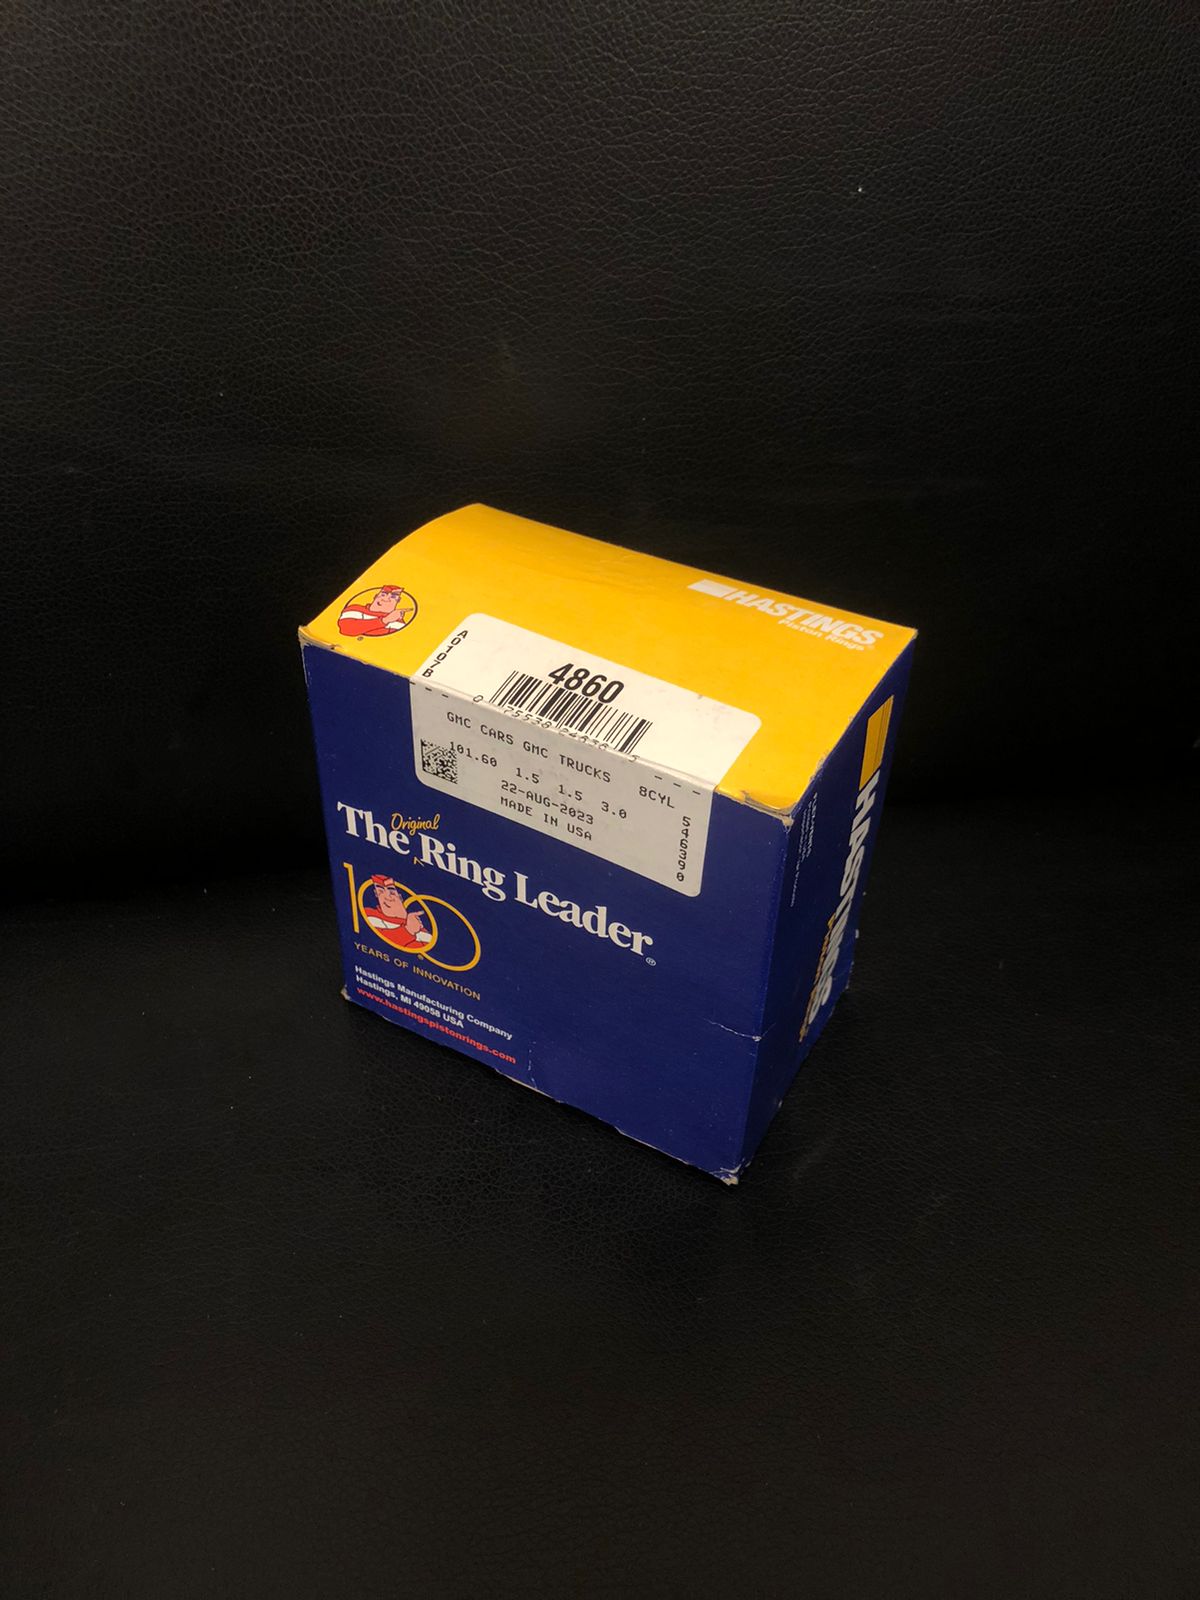 HASTINGS
Piston Rings
A0107B
4860
GMC CARS GMC TRUCKS 8CYL
101.60 1.5 1.5 3.0
22-AUG-2023
MADE IN USA
546390
The Original Ring Leader®
100
YEARS OF INNOVATION
Hastings Manufacturing Company
Hastings, MI 49058 USA
www.hastingspistonrings.com
HASTINGS